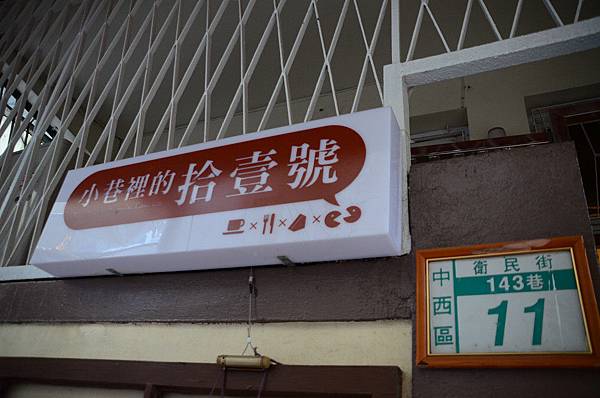 小巷裡的拾壹號
× × ×
中西區
衛民街
143巷
11